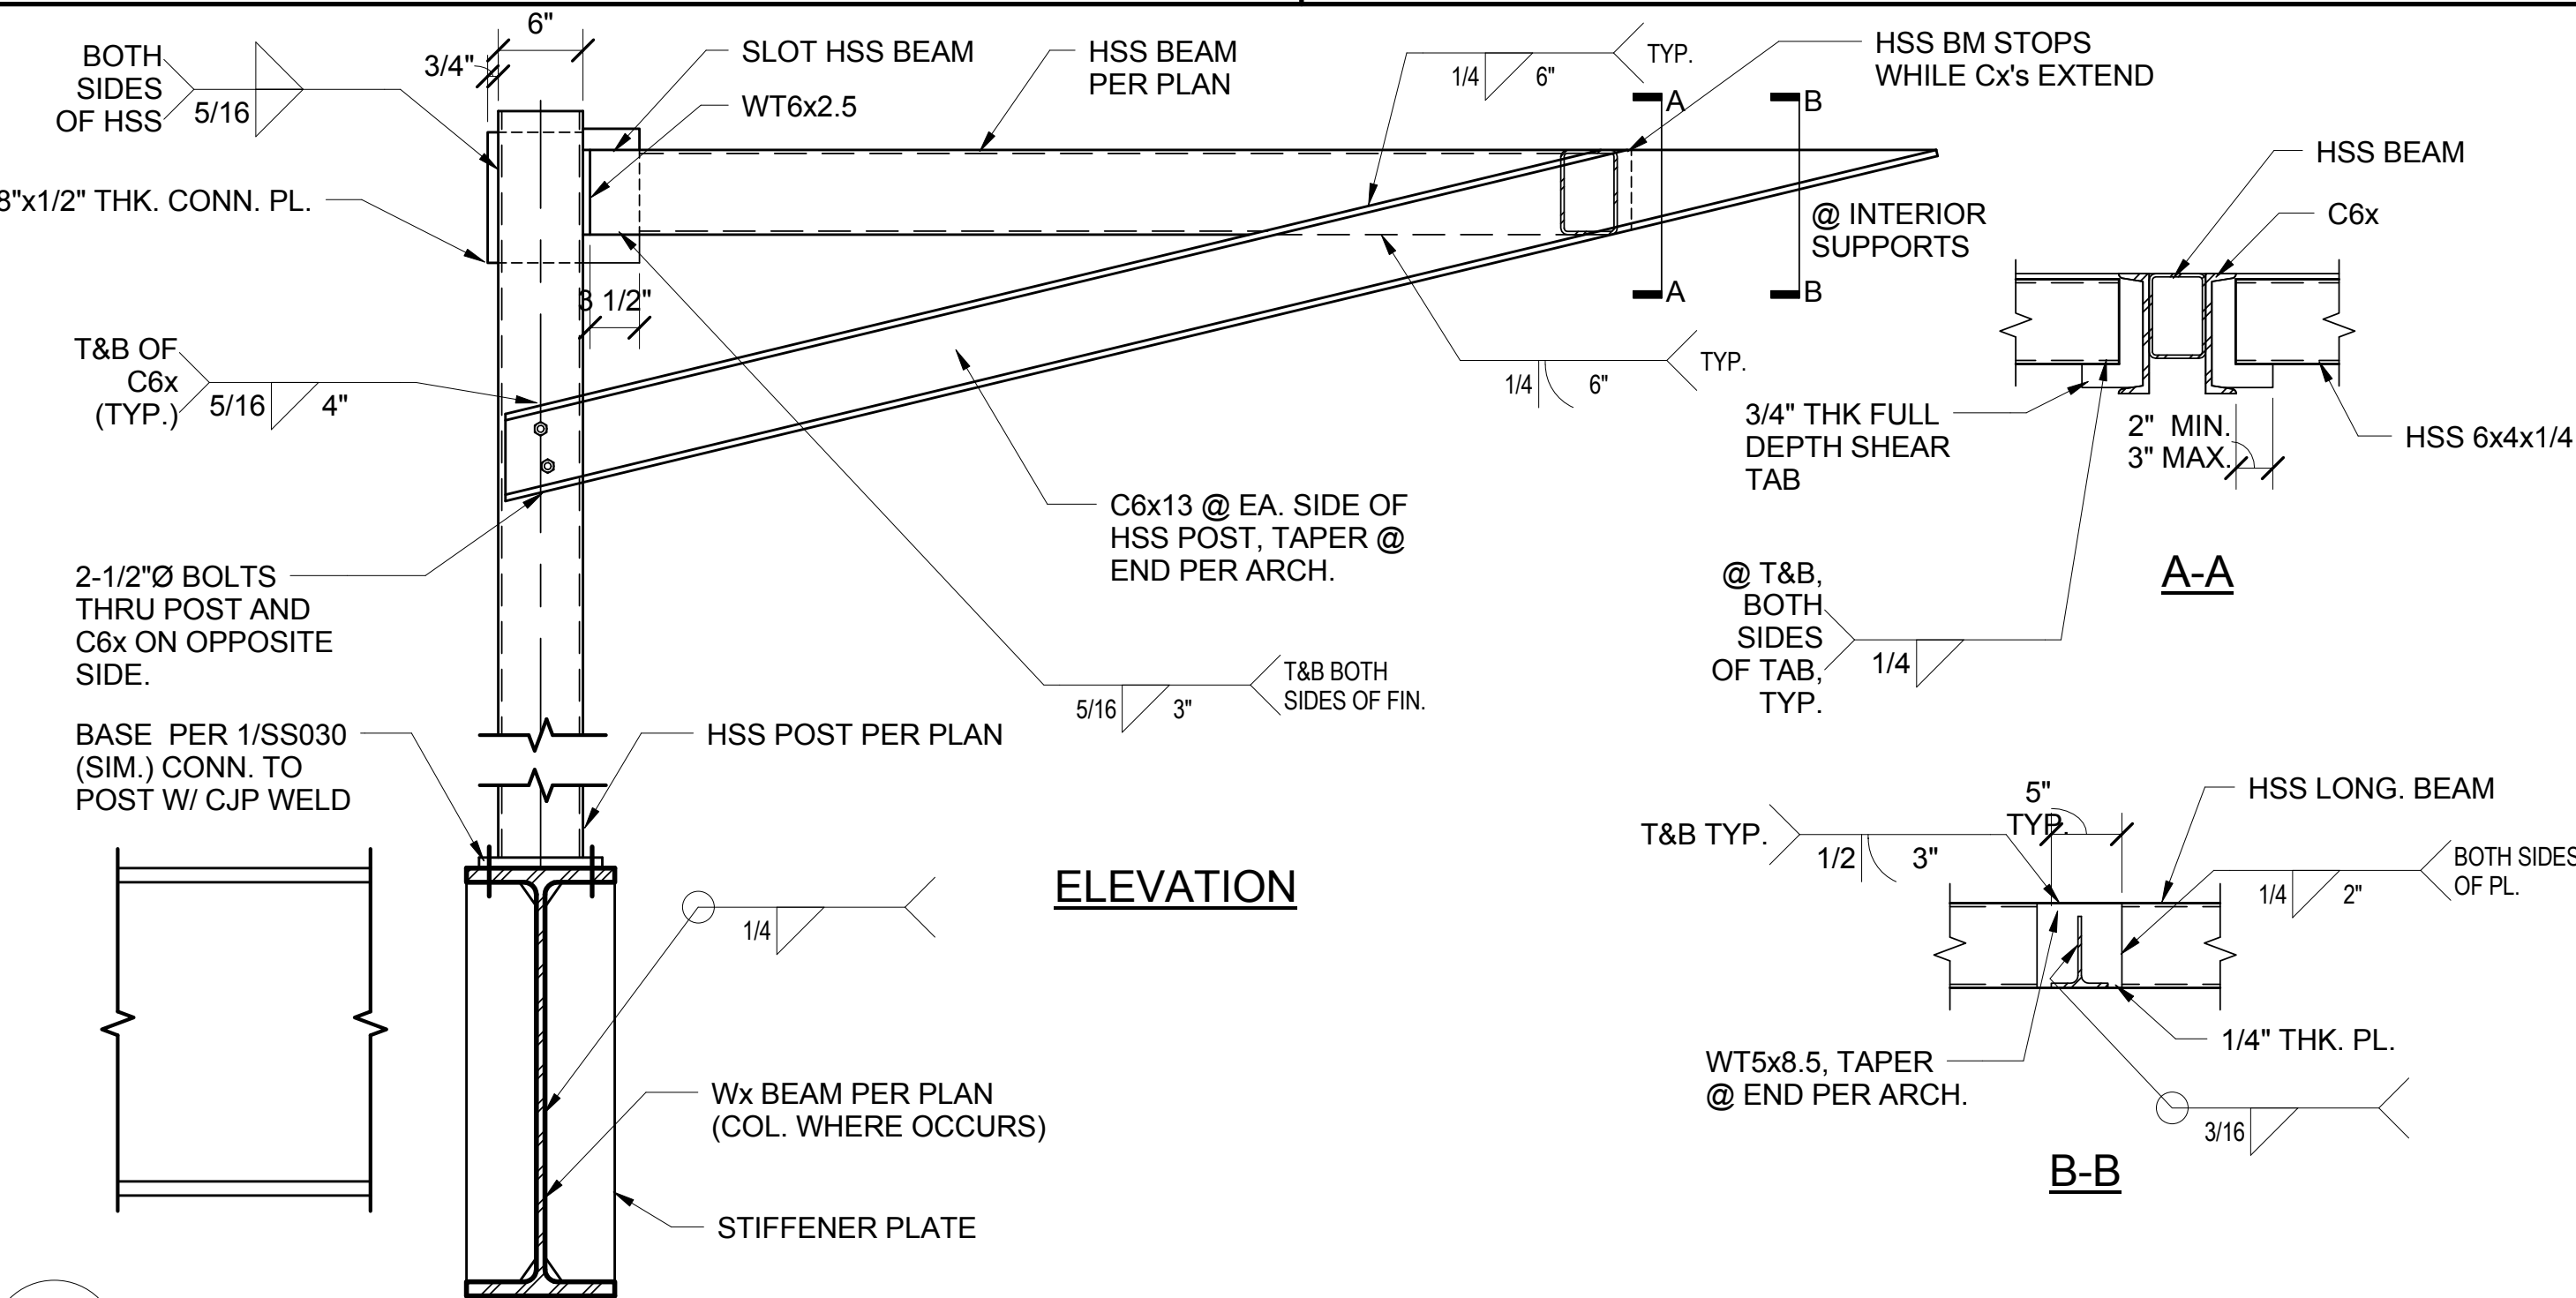 6"
3/4"
BOTH
SIDES
OF HSS
5/16
SLOT HSS BEAM
WT6x2.5
HSS BEAM
PER PLAN
1/4
6"
TYP.
HSS BM STOPS
WHILE Cx's EXTEND
A
B
8"x1/2" THK. CONN. PL.
@ INTERIOR
SUPPORTS
A
B
3 1/2"
T&B OF
C6x
(TYP.)
5/16
4"
1/4
6"
TYP.
C6x13 @ EA. SIDE OF
HSS POST, TAPER @
END PER ARCH.
2-1/2"Ø BOLTS
THRU POST AND
C6x ON OPPOSITE
SIDE.
5/16
3"
T&B BOTH
SIDES OF FIN.
BASE PER 1/SS030
(SIM.) CONN. TO
POST W/ CJP WELD
HSS POST PER PLAN
ELEVATION
1/4
Wx BEAM PER PLAN
(COL. WHERE OCCURS)
STIFFENER PLATE
HSS BEAM
C6x
3/4" THK FULL
DEPTH SHEAR
TAB
2" MIN.
3" MAX.
HSS 6x4x1/4
A-A
@ T&B,
BOTH
SIDES
OF TAB,
TYP.
1/4
5"
TYP.
HSS LONG. BEAM
T&B TYP.
1/2
3"
1/4
2"
BOTH SIDES
OF PL.
1/4" THK. PL.
WT5x8.5, TAPER
@ END PER ARCH.
3/16
B-B